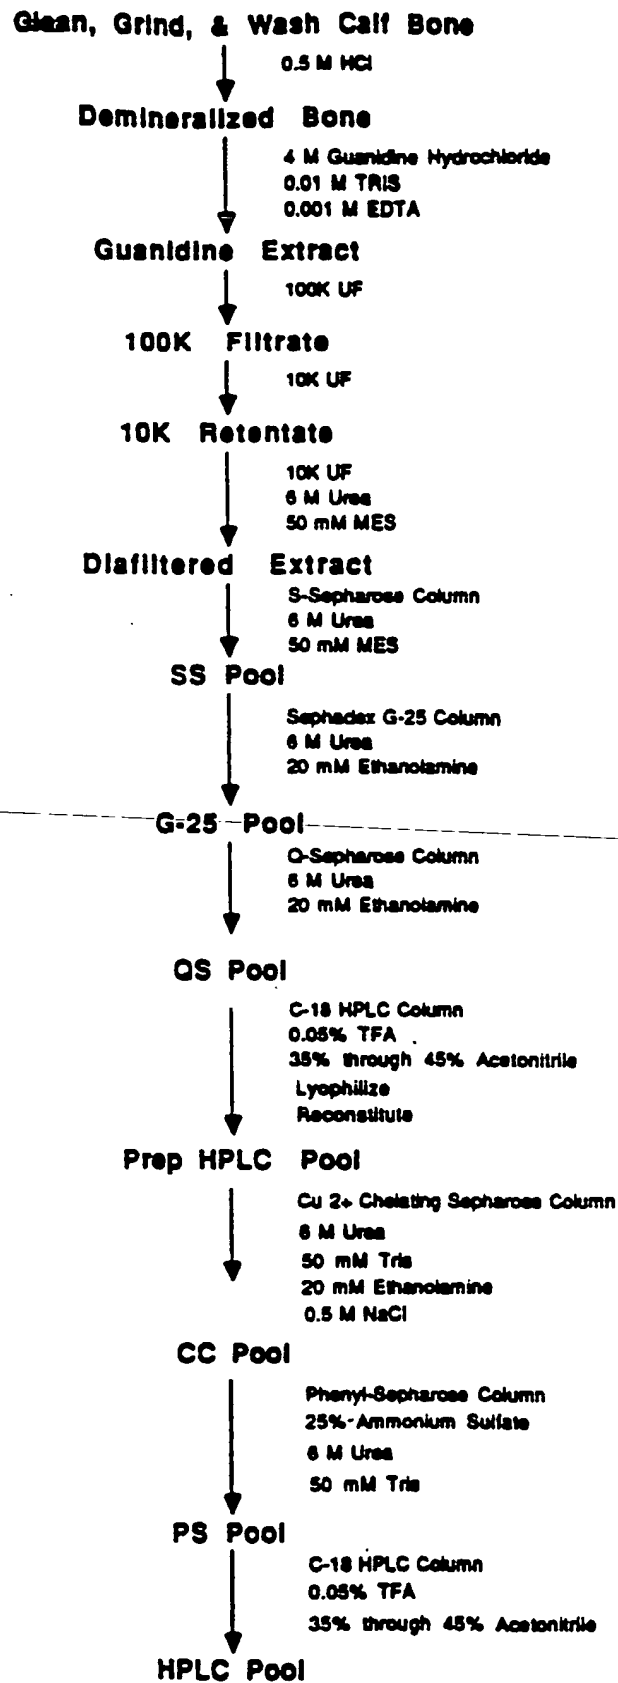 Clean, Grind, & Wash Calf Bone
0.5 M HCl
Demineralized Bone
4 M Guanidine Hydrochloride
0.01 M TRIS
0.001 M EDTA
Guanidine Extract
100K UF
100K Filtrate
10K UF
10K Retentate
10K UF
6 M Urea
50 mM MES
Diafiltered Extract
S-Sepharose Column
6 M Urea
50 mM MES
SS Pool
Sephadex G-25 Column
6 M Urea
20 mM Ethanolamine
G-25 Pool
Q-Sepharose Column
6 M Urea
20 mM Ethanolamine
QS Pool
C-18 HPLC Column
0.05% TFA
35% through 45% Acetonitrile
Lyophilize
Reconstitute
Prep HPLC Pool
Cu 2+ Chelating Sepharose Column
6 M Urea
50 mM Tris
20 mM Ethanolamine
0.5 M NaCl
CC Pool
Phenyl-Sepharose Column
25% Ammonium Sulfate
6 M Urea
50 mM Tris
PS Pool
C-18 HPLC Column
0.05% TFA
35% through 45% Acetonitrile
HPLC Pool